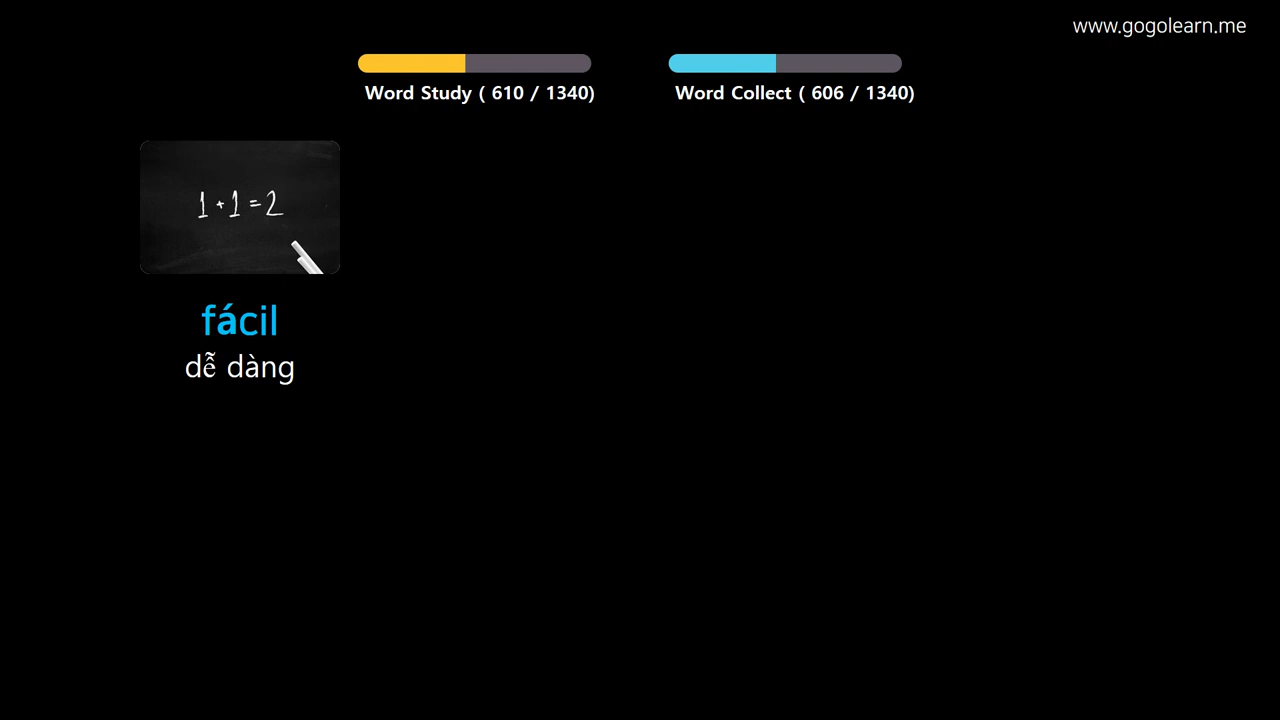 www.gogolearn.me
Word Study ( 610 / 1340)
Word Collect ( 606 / 1340)
1+1=2
fácil
dễ dàng